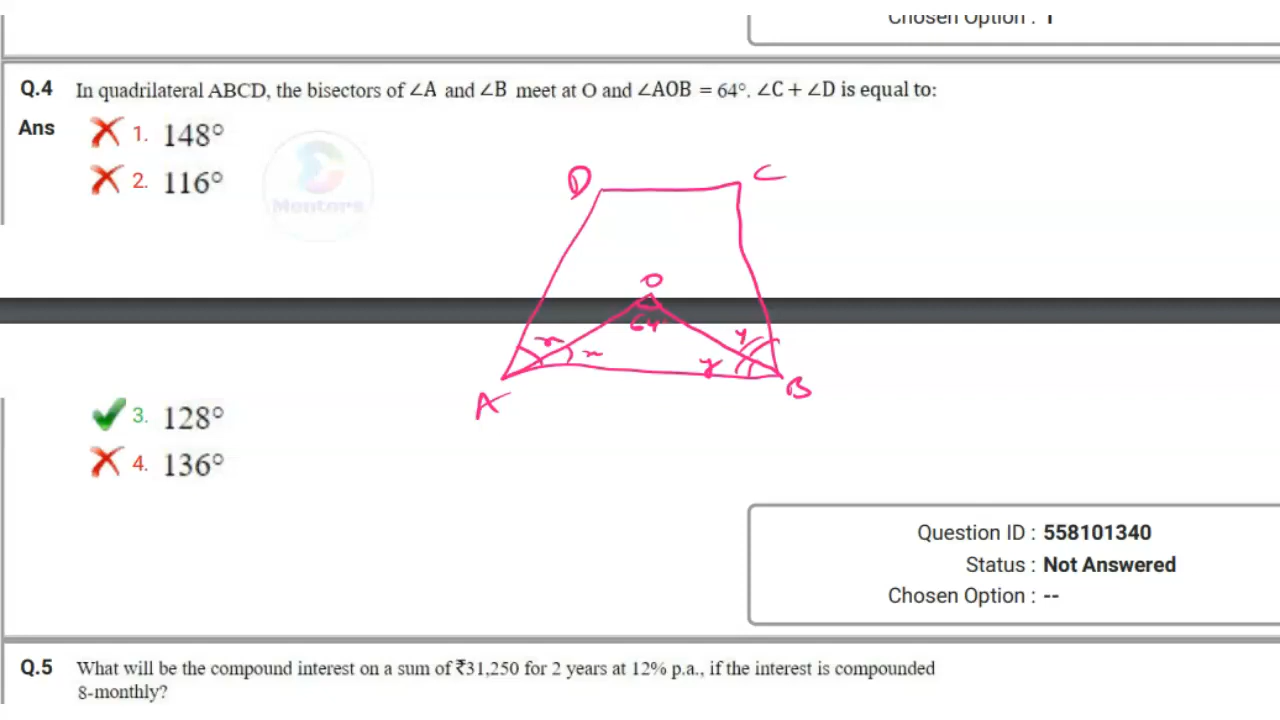 Chosen Option : 1
Q.4 In quadrilateral ABCD, the bisectors of ∠A and ∠B meet at O and ∠AOB = 64°. ∠C + ∠D is equal to:
Ans 1. 148°
2. 116°
Mentors
D C
O
64°
x x y y
A B
3. 128°
4. 136°
Question ID : 558101340
Status : Not Answered
Chosen Option : --
Q.5 What will be the compound interest on a sum of ₹31,250 for 2 years at 12% p.a., if the interest is compounded
8-monthly?